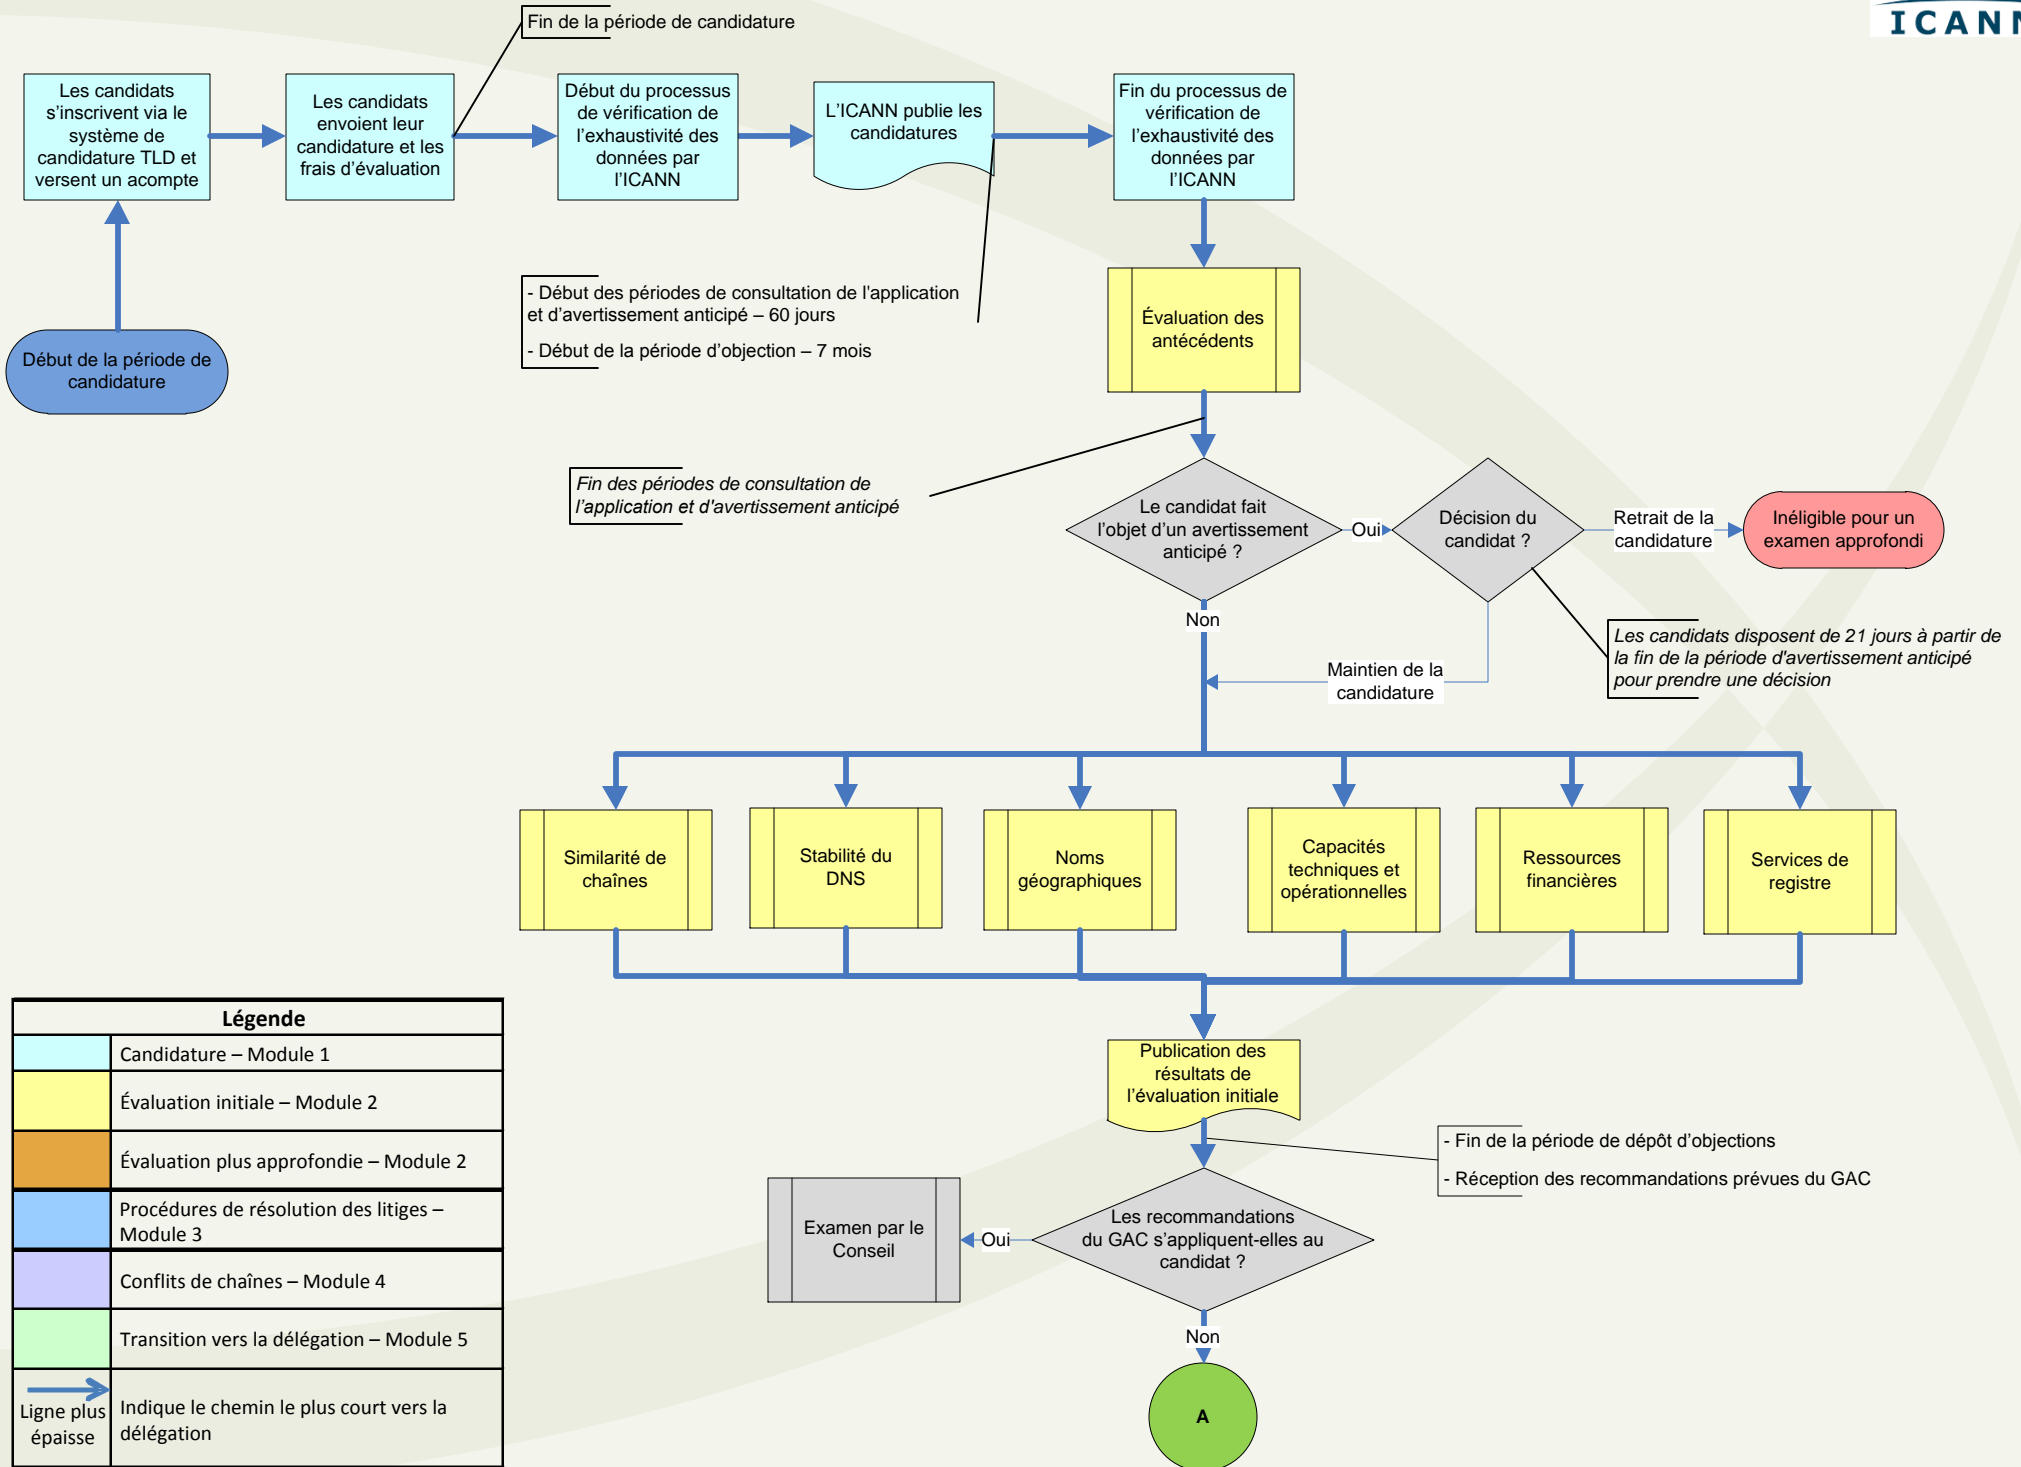 ICANN
Fin de la période de candidature
Les candidats
s’inscrivent via le
système de
candidature TLD et
versent un acompte
Les candidats
envoient leur
candidature et les
frais d’évaluation
Début du processus
de vérification de
l’exhaustivité des
données par
l’ICANN
L’ICANN publie les
candidatures
Fin du processus de
vérification de
l’exhaustivité des
données par
l’ICANN
- Début des périodes de consultation de l'application
et d’avertissement anticipé – 60 jours
- Début de la période d’objection – 7 mois
Évaluation des
antécédents
Début de la période de
candidature
Fin des périodes de consultation de
l’application et d'avertissement anticipé
Le candidat fait
l’objet d’un avertissement
anticipé ?
Oui
Décision du
candidat ?
Retrait de la
candidature
Inéligible pour un
examen approfondi
Non
Maintien de la
candidature
Les candidats disposent de 21 jours à partir de
la fin de la période d'avertissement anticipé
pour prendre une décision
Similarité de
chaînes
Stabilité du
DNS
Noms
géographiques
Capacités
techniques et
opérationnelles
Ressources
financières
Services de
registre
Publication des
résultats de
l’évaluation initiale
- Fin de la période de dépôt d’objections
- Réception des recommandations prévues du GAC
Les recommandations
du GAC s’appliquent-elles au
candidat ?
Oui
Examen par le
Conseil
Non
A
Légende
Candidature – Module 1
Évaluation initiale – Module 2
Évaluation plus approfondie – Module 2
Procédures de résolution des litiges –
Module 3
Conflits de chaînes – Module 4
Transition vers la délégation – Module 5
Ligne plus
épaisse
Indique le chemin le plus court vers la
délégation